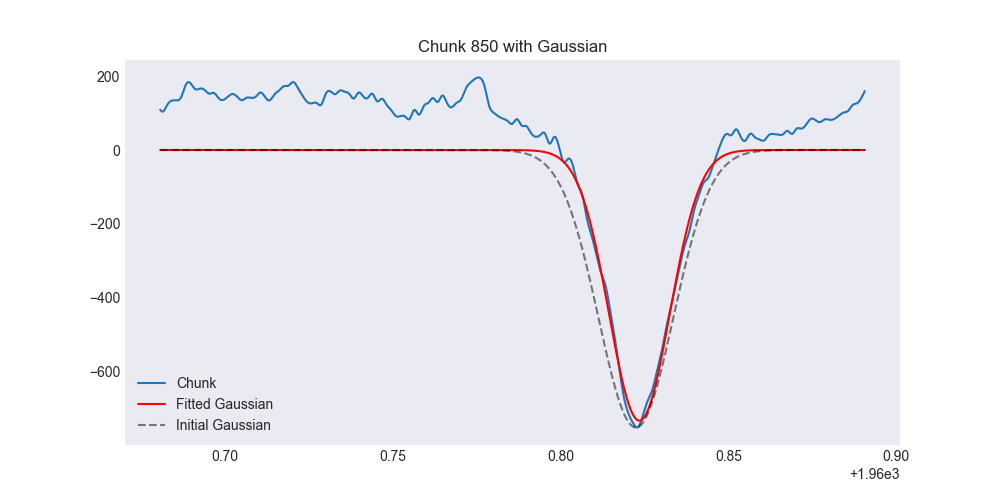 Chunk 850 with Gaussian
200
0
−200
−400
−600
Chunk
Fitted Gaussian
Initial Gaussian
0.70 0.75 0.80 0.85 0.90
+1.96e3